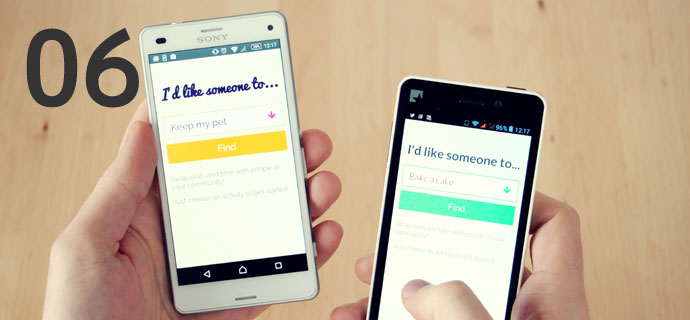 06
SONY
12:17
I'd like someone to...
Keep my pet
Find
Swap skills and time with people in
your community!
Just choose an activity to get started.
96% 12:17
I'd like someone to...
Bake a cake
Find
Swap skills and time with people in your
community!
Just choose an activity to get started.